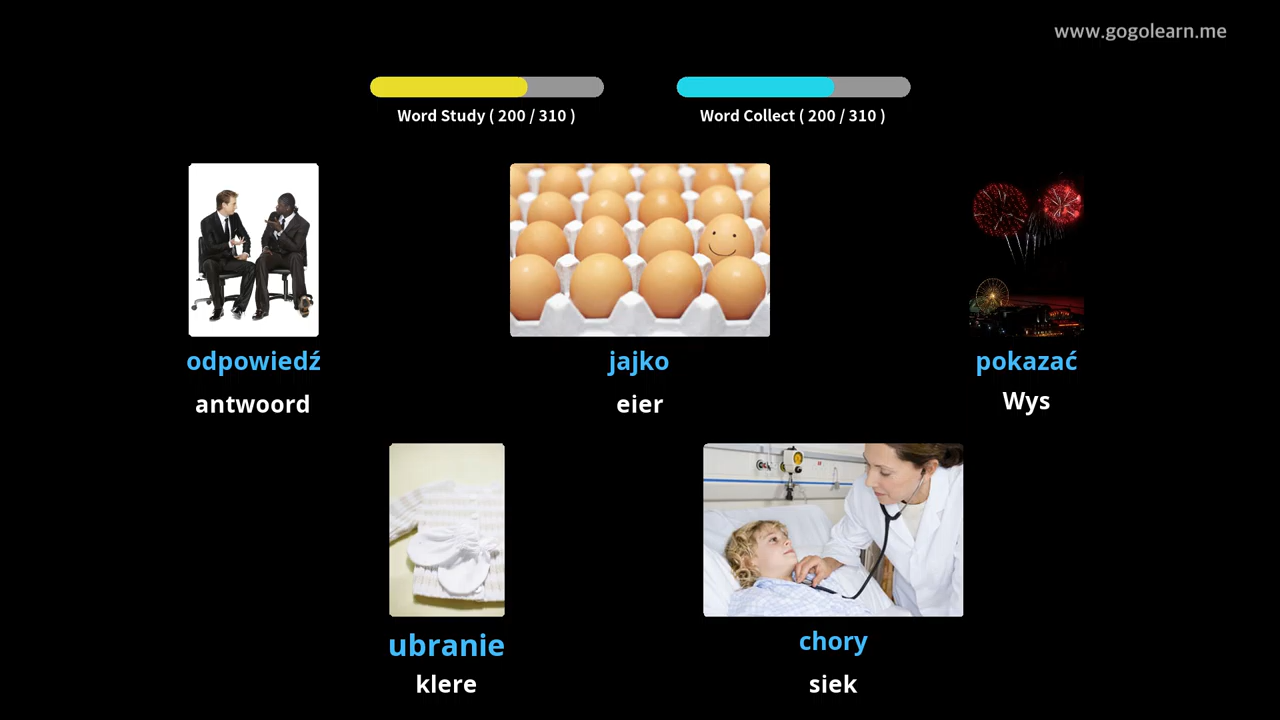 www.gogolearn.me
Word Study ( 200 / 310 )
Word Collect ( 200 / 310 )
odpowiedź
antwoord
jajko
eier
pokazać
Wys
ubranie
klere
chory
siek